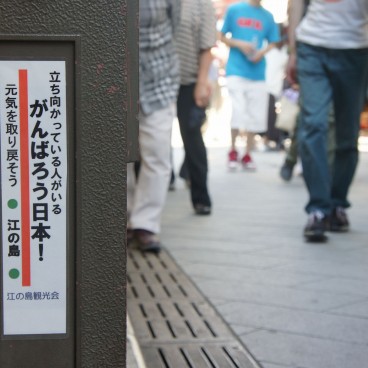 立ち向かっている人がいる
がんばろう日本!
元気を取り戻そう
江の島
江の島観光会